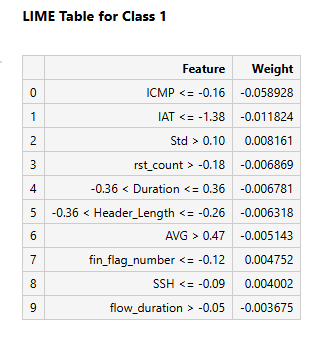 LIME Table for Class 1
Feature Weight
0 ICMP <= -0.16 -0.058928
1 IAT <= -1.38 -0.011824
2 Std > 0.10 0.008161
3 rst_count > -0.18 -0.006869
4 -0.36 < Duration <= 0.36 -0.006781
5 -0.36 < Header_Length <= -0.26 -0.006318
6 AVG > 0.47 -0.005143
7 fin_flag_number <= -0.12 0.004752
8 SSH <= -0.09 0.004002
9 flow_duration > -0.05 -0.003675